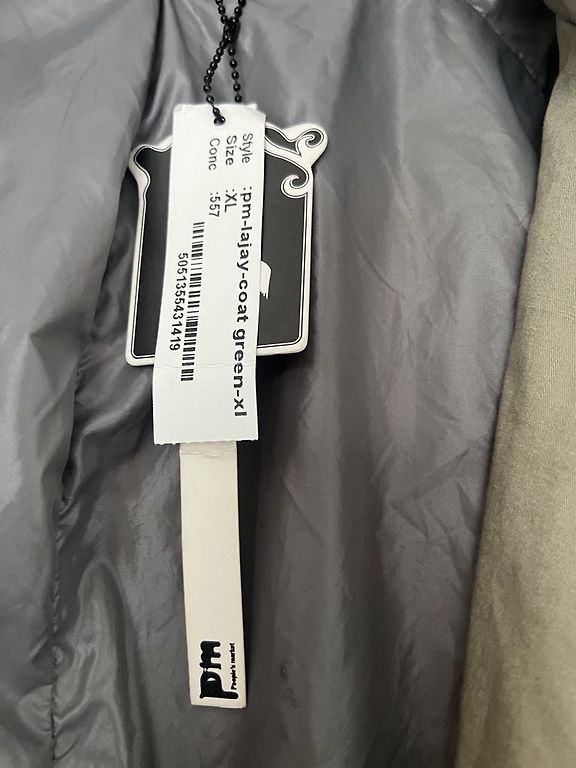 Style :pm-lajay-coat green-xl
Size :XL
Conc :557
5051355431419
pm
People's market